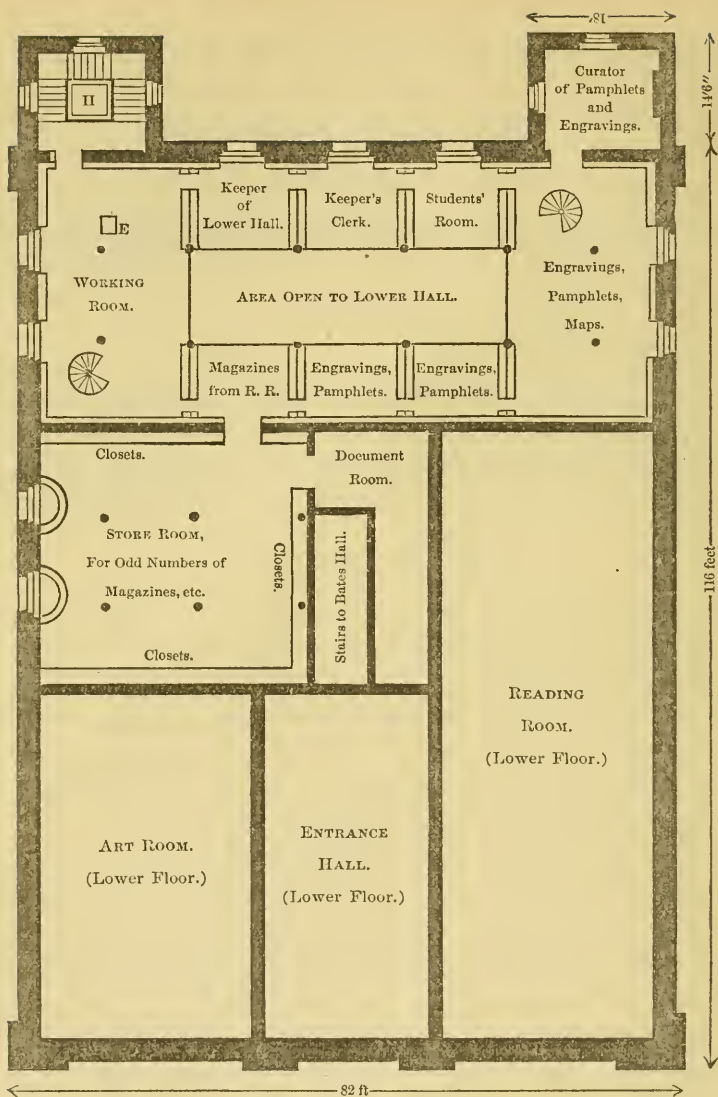 18'
14'6"
Curator
of Pamphlets
and
Engravings.
H
Keeper
of
Lower Hall.
Keeper's
Clerk.
Students'
Room.
E
WORKING
ROOM.
AREA OPEN TO LOWER HALL.
Engravings,
Pamphlets,
Maps.
Magazines
from R. R.
Engravings,
Pamphlets.
Engravings,
Pamphlets.
Closets.
Document
Room.
STORE ROOM,
For Odd Numbers of
Magazines, etc.
Closets.
Stairs to Bates Hall.
Closets.
116 feet
READING
ROOM.
(Lower Floor.)
ART ROOM.
(Lower Floor.)
ENTRANCE
HALL.
(Lower Floor.)
82 ft